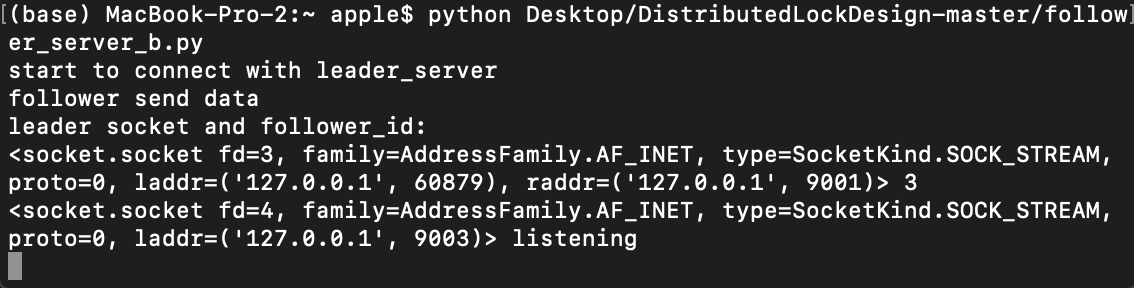 [(base) MacBook-Pro-2:~ apple$ python Desktop/DistributedLockDesign-master/follow]
er_server_b.py
start to connect with leader_server
follower send data
leader socket and follower_id:
<socket.socket fd=3, family=AddressFamily.AF_INET, type=SocketKind.SOCK_STREAM,
proto=0, laddr=('127.0.0.1', 60879), raddr=('127.0.0.1', 9001)> 3
<socket.socket fd=4, family=AddressFamily.AF_INET, type=SocketKind.SOCK_STREAM,
proto=0, laddr=('127.0.0.1', 9003)> listening